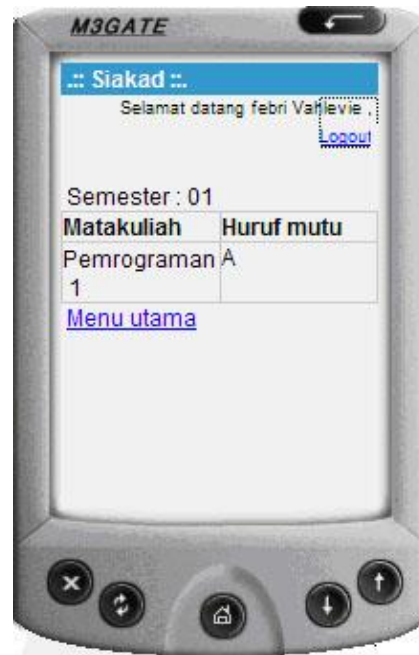 M3GATE
.:: Siakad ::.
Selamat datang febri Vahlevie ,
Logout
Semester : 01
Matakuliah Huruf mutu
Pemrograman A
1
Menu utama